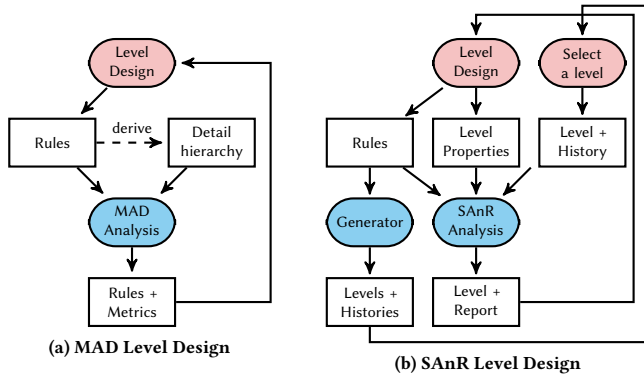 Level
Design
Rules
derive
Detail
hierarchy
MAD
Analysis
Rules +
Metrics
(a) MAD Level Design
Level
Design
Select
a level
Rules
Level
Properties
Level +
History
Generator
SAnR
Analysis
Levels +
Histories
Level +
Report
(b) SAnR Level Design